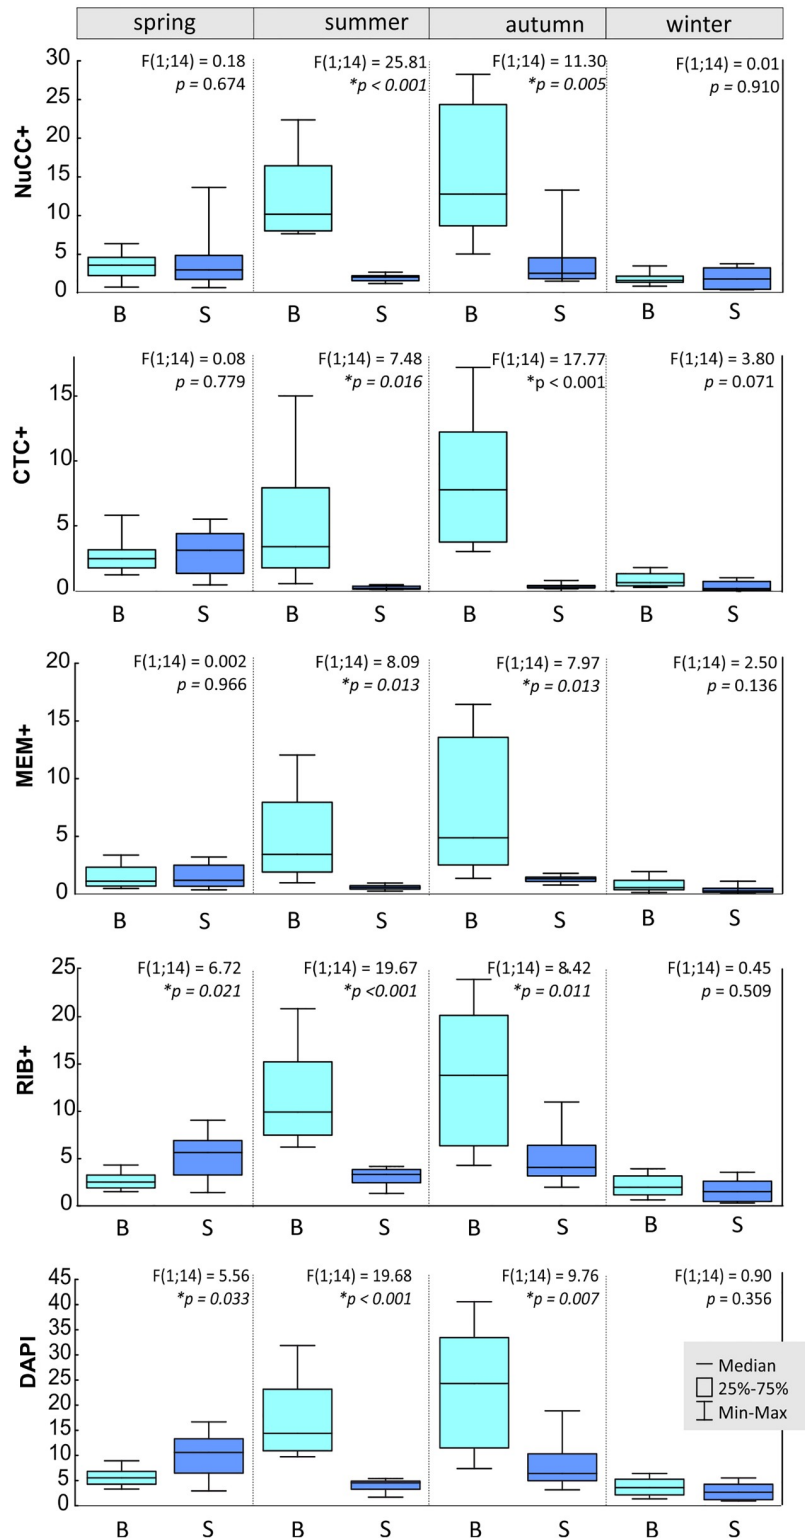 spring summer autumn winter
F(1;14) = 0.18 F(1;14) = 25.81 F(1;14) = 11.30 F(1;14) = 0.01
p = 0.674 *p < 0.001 *p = 0.005 p = 0.910
NuCC+
30
25
20
15
10
5
0
B S B S B S B S
F(1;14) = 0.08 F(1;14) = 7.48 F(1;14) = 17.77 F(1;14) = 3.80
p = 0.779 *p = 0.016 *p < 0.001 p = 0.071
CTC+
15
10
5
0
B S B S B S B S
F(1;14) = 0.002 F(1;14) = 8.09 F(1;14) = 7.97 F(1;14) = 2.50
p = 0.966 *p = 0.013 *p = 0.013 p = 0.136
MEM+
20
15
10
5
0
B S B S B S B S
F(1;14) = 6.72 F(1;14) = 19.67 F(1;14) = 8.42 F(1;14) = 0.45
*p = 0.021 *p <0.001 *p = 0.011 p = 0.509
RIB+
25
20
15
10
5
0
B S B S B S B S
F(1;14) = 5.56 F(1;14) = 19.68 F(1;14) = 9.76 F(1;14) = 0.90
*p = 0.033 *p < 0.001 *p = 0.007 p = 0.356
DAPI
45
40
35
30
25
20
15
10
5
0
Median
25%-75%
Min-Max
B S B S B S B S